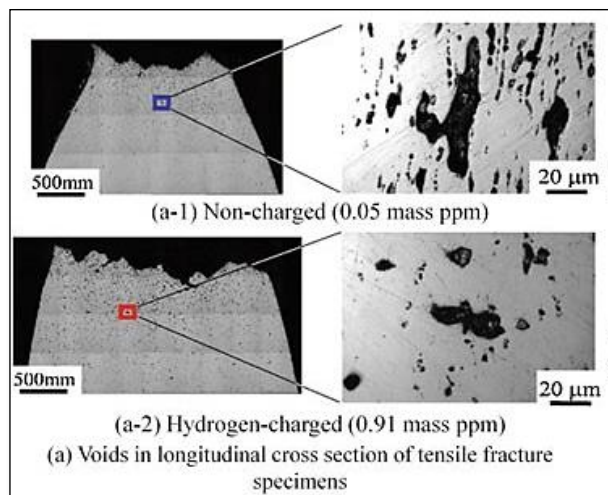 500mm
20 μm
(a-1) Non-charged (0.05 mass ppm)
500mm
20 μm
(a-2) Hydrogen-charged (0.91 mass ppm)
(a) Voids in longitudinal cross section of tensile fracture
specimens